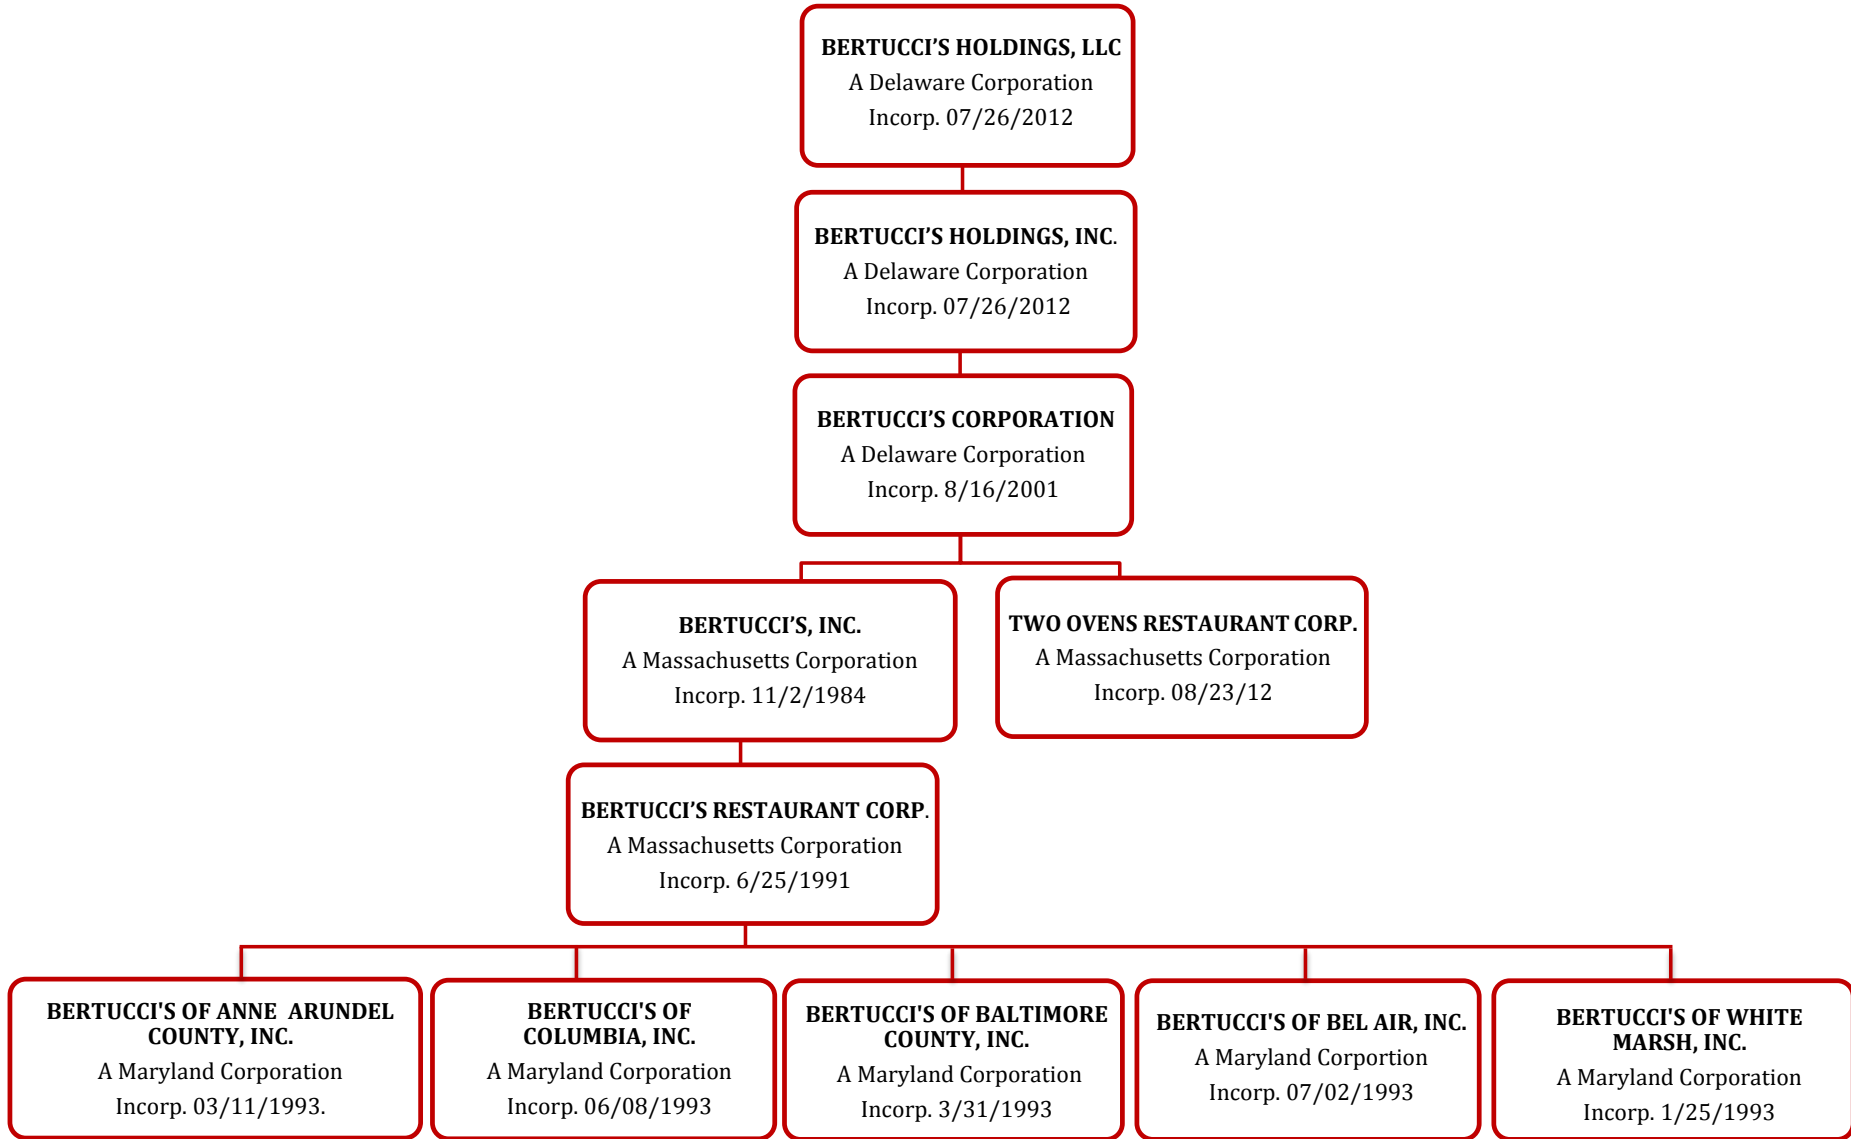 BERTUCCI’S HOLDINGS, LLC
A Delaware Corporation
Incorp. 07/26/2012
BERTUCCI’S HOLDINGS, INC.
A Delaware Corporation
Incorp. 07/26/2012
BERTUCCI’S CORPORATION
A Delaware Corporation
Incorp. 8/16/2001
BERTUCCI’S, INC.
A Massachusetts Corporation
Incorp. 11/2/1984
TWO OVENS RESTAURANT CORP.
A Massachusetts Corporation
Incorp. 08/23/12
BERTUCCI’S RESTAURANT CORP.
A Massachusetts Corporation
Incorp. 6/25/1991
BERTUCCI'S OF ANNE ARUNDEL
COUNTY, INC.
A Maryland Corporation
Incorp. 03/11/1993.
BERTUCCI'S OF
COLUMBIA, INC.
A Maryland Corporation
Incorp. 06/08/1993
BERTUCCI'S OF BALTIMORE
COUNTY, INC.
A Maryland Corporation
Incorp. 3/31/1993
BERTUCCI'S OF BEL AIR, INC.
A Maryland Corportion
Incorp. 07/02/1993
BERTUCCI'S OF WHITE
MARSH, INC.
A Maryland Corporation
Incorp. 1/25/1993